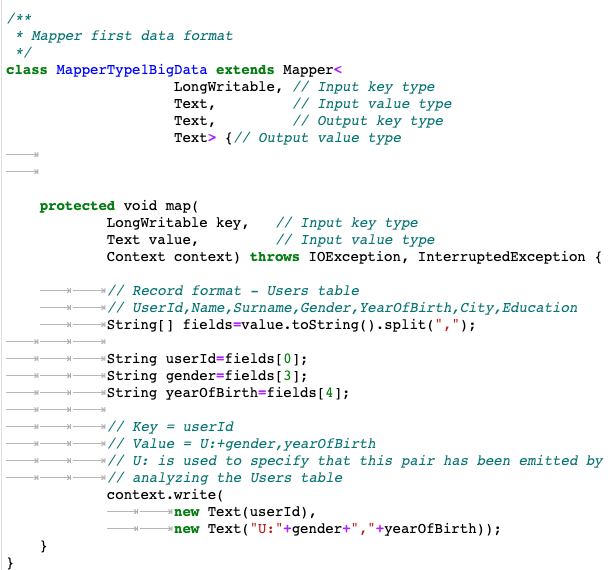 /**
 * Mapper first data format
 */
class MapperType1BigData extends Mapper<
                    LongWritable, // Input key type
                    Text,         // Input value type
                    Text,         // Output key type
                    Text> {// Output value type

    protected void map(
            LongWritable key,   // Input key type
            Text value,         // Input value type
            Context context) throws IOException, InterruptedException {

            // Record format - Users table
            // UserId,Name,Surname,Gender,YearOfBirth,City,Education
            String[] fields=value.toString().split(",");

            String userId=fields[0];
            String gender=fields[3];
            String yearOfBirth=fields[4];

            // Key = userId
            // Value = U:+gender,yearOfBirth
            // U: is used to specify that this pair has been emitted by
            // analyzing the Users table
            context.write(
                    new Text(userId),
                    new Text("U:"+gender+","+yearOfBirth));
    }
}